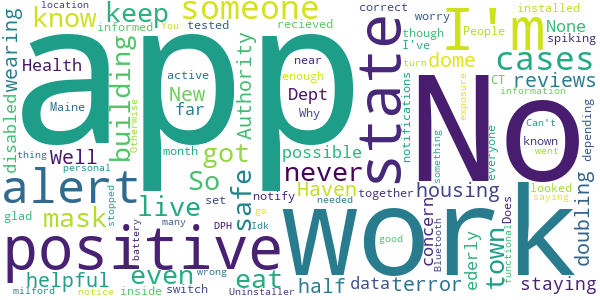 someone
know
keep
I'm
correct
worry
installed
None
location
informed
You
tested
recieved
though
I've
People
cases
wearing
Health
building
active
near
New
enough
dome
CT
reviews
spiking
app
disabled
Maine
far
Authority
Dept
Why
state
notifications
turn
exposure
information
No
Can't
depending
known
went
Otherwise
month
got
possible
something
everyone
thing
Well
personal
So
never
alert
live
set
safe
notify
Haven
together
housing
looked
saying
doubling
glad
mask
stopped
many
go
needed
concern
Bluetooth
town
functional
Does
positive
battery
DPH
Idk
work
good
ederly
helpful
even
wrong
eat
half
data
error
staying
milford
notice
inside
switch
Uninstaller